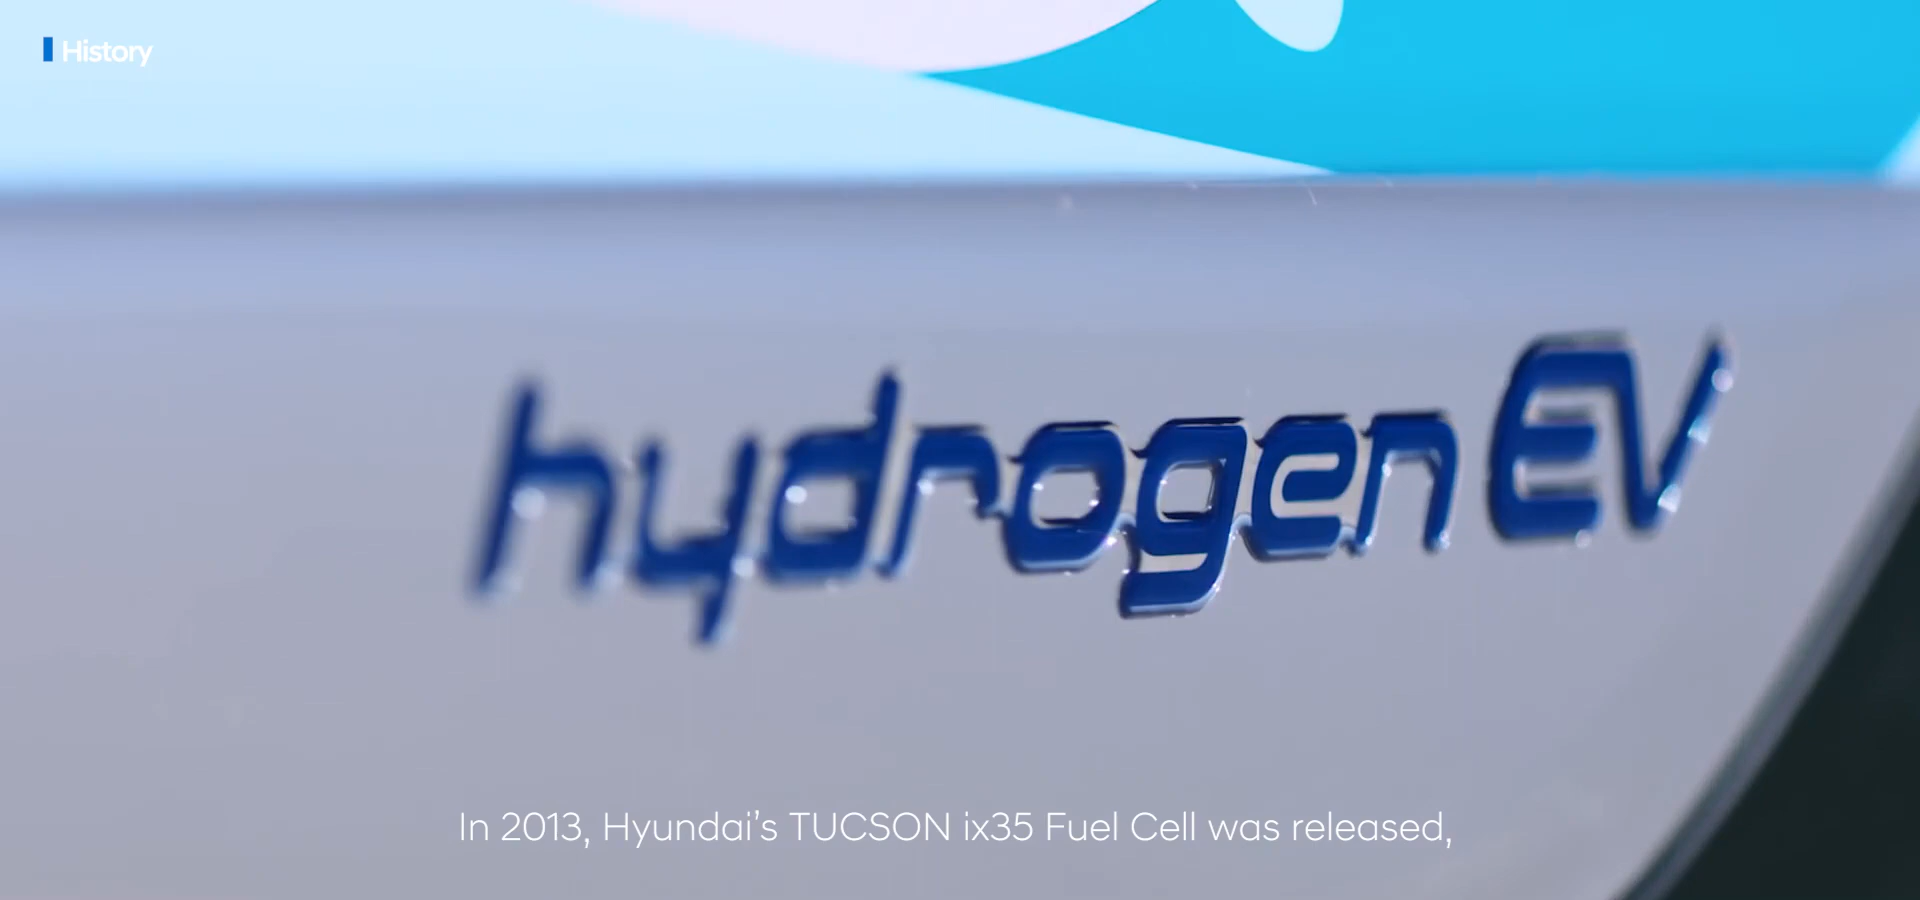 History
hydrogen EV
In 2013, Hyundai's TUCSON ix35 Fuel Cell was released,